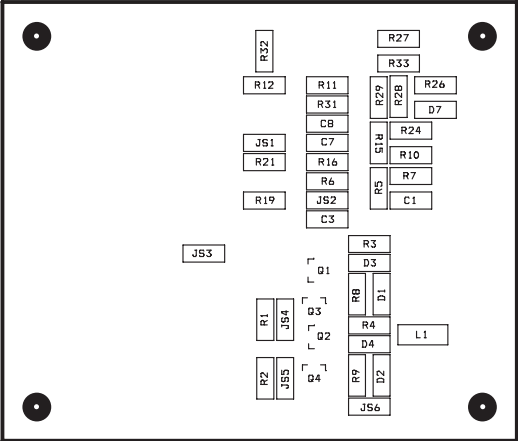 R27
R32
R33
R12
R11
R29
R28
R26
R31
D7
C8
R24
JS1
C7
R15
R21
R16
R10
R6
R7
R5
R19
JS2
C1
C3
R3
JS3
D3
Q1
R8
D1
Q3
R1
JS4
R4
L1
Q2
D4
R2
JS5
Q4
R9
D2
JS6